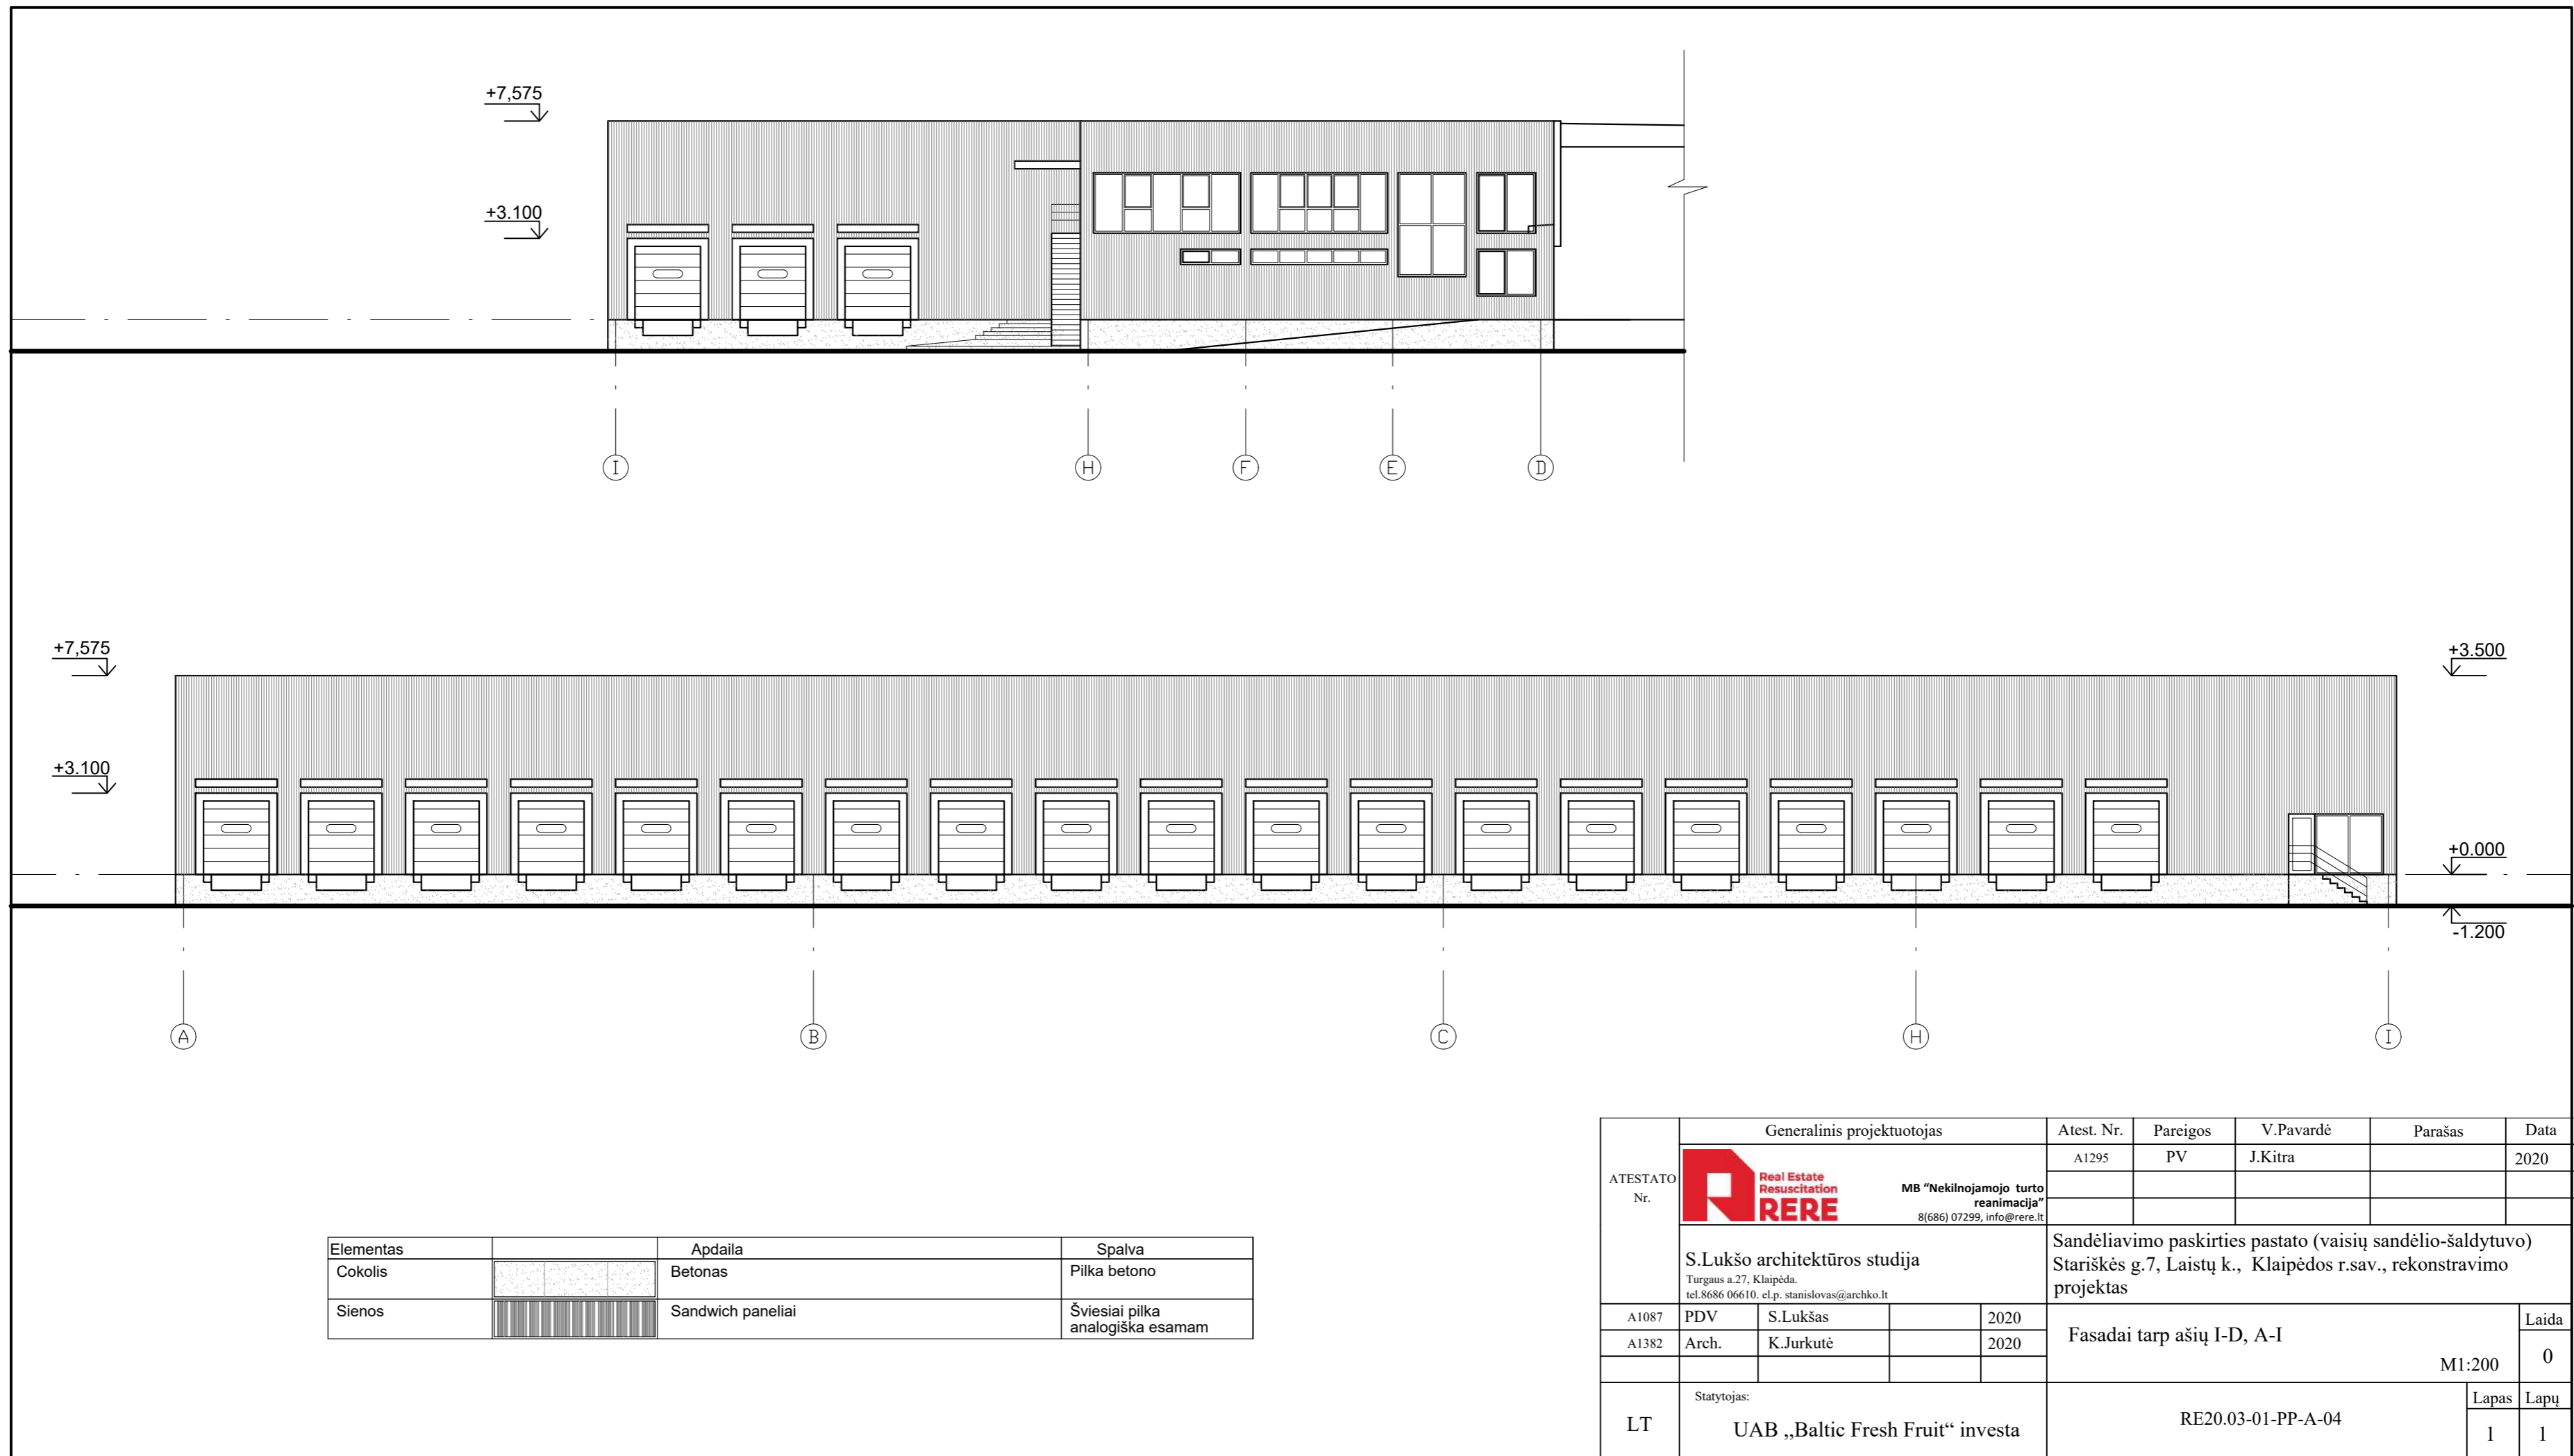 +7,575
+3.100
I
H
F
E
D
+7,575
+3.500
+3.100
+0.000
-1.200
A
B
C
H
I
Elementas Apdaila Spalva
Cokolis Betonas Pilka betono
Sienos Sandwich paneliai Šviesiai pilka
analogiška esamam
ATESTATO
Nr.
Generalinis projektuotojas
Real Estate
Resuscitation
RERE
MB “Nekilnojamojo turto
reanimacija”
8(686) 07299, info@rere.lt
Atest. Nr. Pareigos V.Pavardė Parašas Data
A1295 PV J.Kitra 2020
S.Lukšo architektūros studija
Turgaus a.27, Klaipėda.
tel.8686 06610. el.p. stanislovas@archko.lt
Sandėliavimo paskirties pastato (vaisių sandėlio-šaldytuvo)
Stariškės g.7, Laistų k., Klaipėdos r.sav., rekonstravimo
projektas
A1087 PDV S.Lukšas 2020
A1382 Arch. K.Jurkutė 2020
Fasadai tarp ašių I-D, A-I
M1:200
Laida
0
LT
Statytojas:
UAB „Baltic Fresh Fruit“ investa
RE20.03-01-PP-A-04
Lapas Lapų
1 1